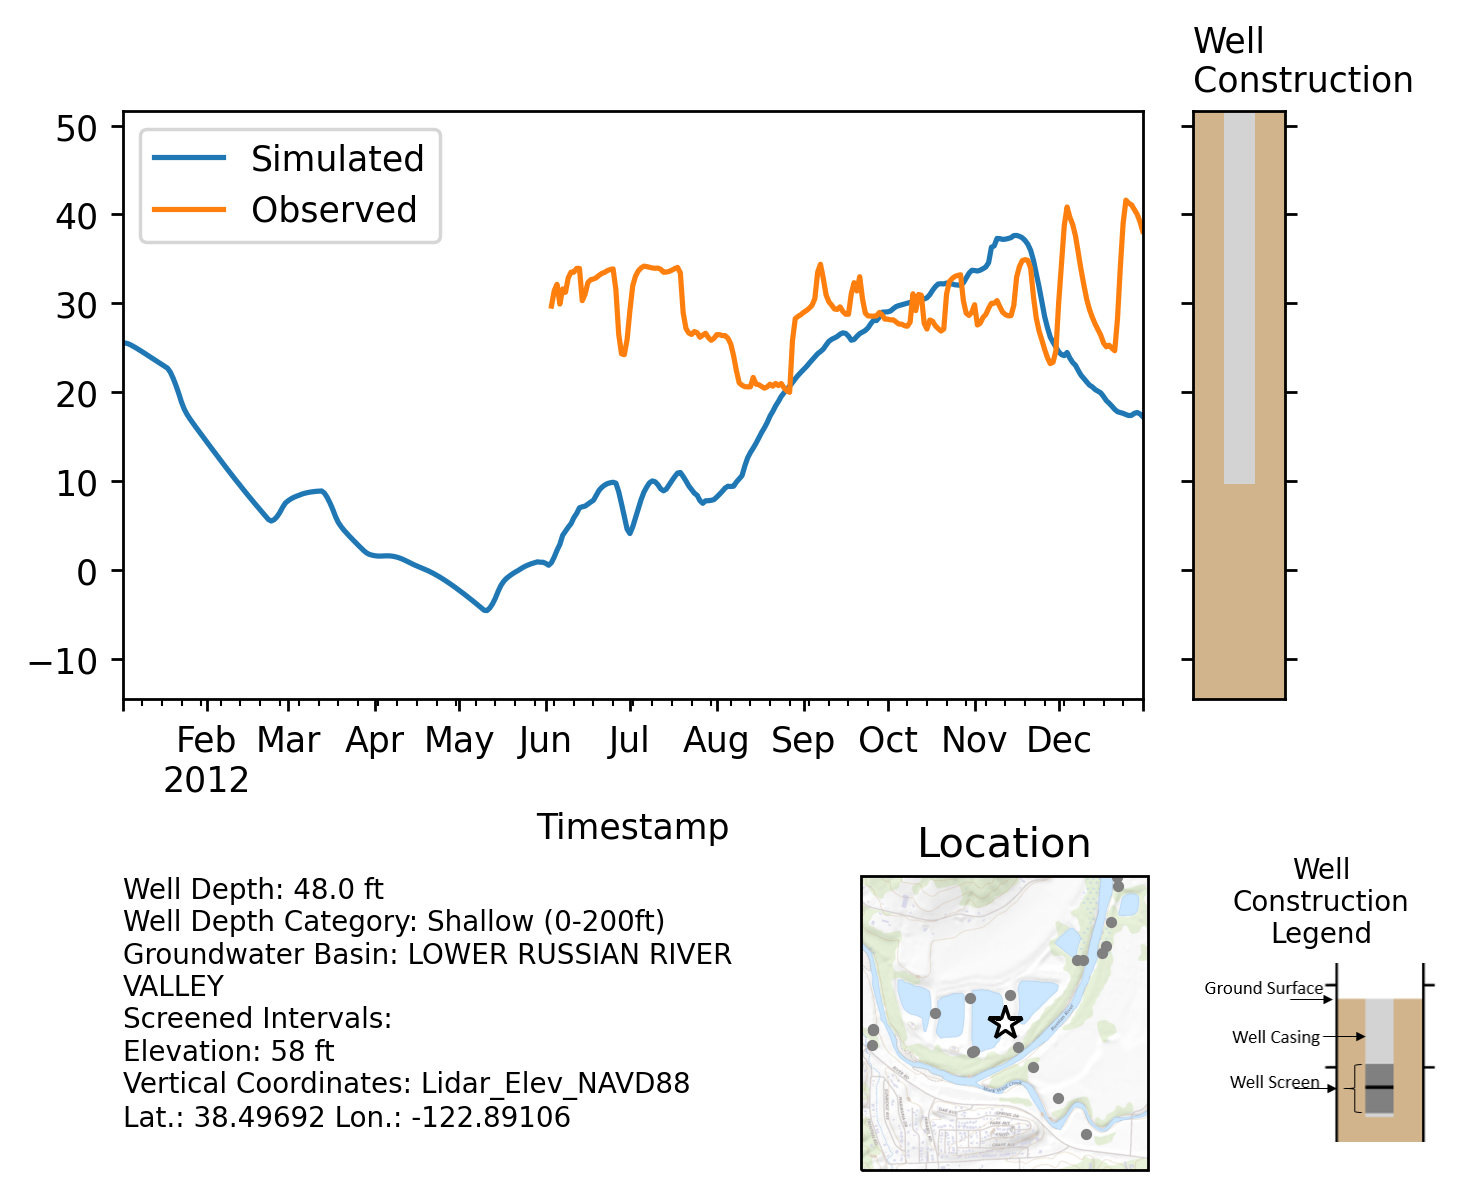 Well
Construction
50
40
30
20
10
0
−10
Simulated
Observed
Feb Mar Apr May Jun Jul Aug Sep Oct Nov Dec
2012
Timestamp
Well Depth: 48.0 ft
Well Depth Category: Shallow (0-200ft)
Groundwater Basin: LOWER RUSSIAN RIVER
VALLEY
Screened Intervals:
Elevation: 58 ft
Vertical Coordinates: Lidar_Elev_NAVD88
Lat.: 38.49692 Lon.: -122.89106
Location
Well
Construction
Legend
Ground Surface
Well Casing
Well Screen